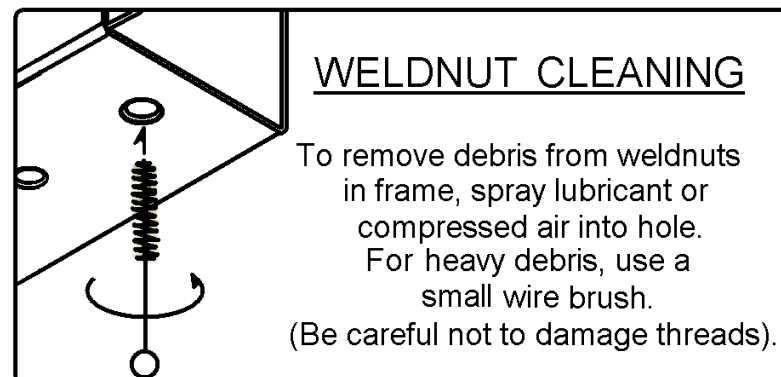 WELDNUT CLEANING
To remove debris from weldnuts
in frame, spray lubricant or
compressed air into hole.
For heavy debris, use a
small wire brush.
(Be careful not to damage threads).